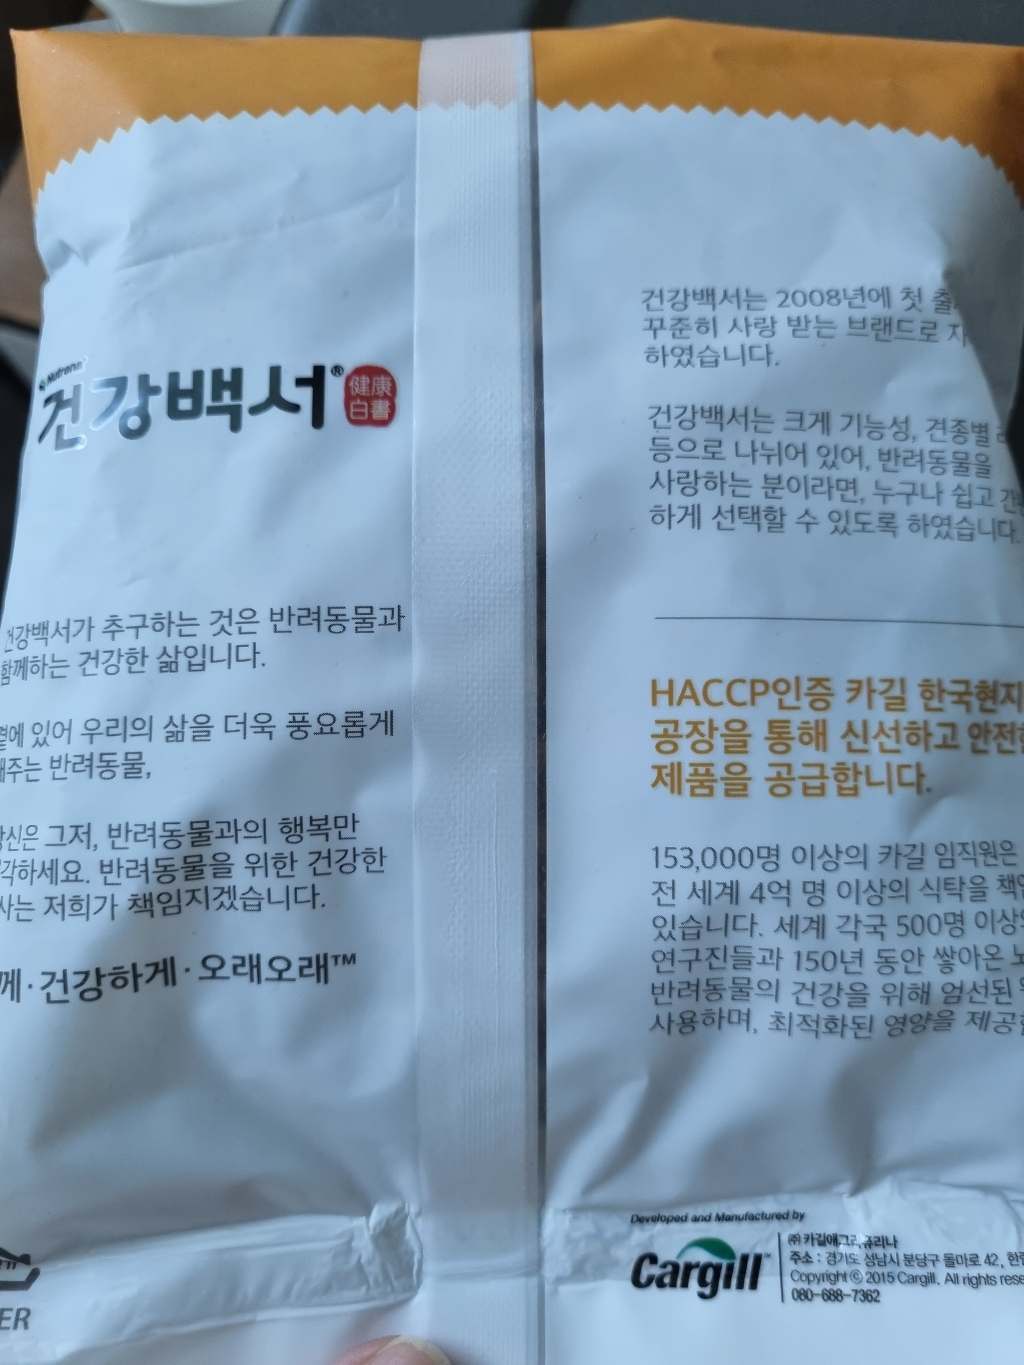 Nutrena
건강백서®
健康
白書
건강백서가 추구하는 것은 반려동물과
함께하는 건강한 삶입니다.
곁에 있어 우리의 삶을 더욱 풍요롭게
해주는 반려동물,
당신은 그저, 반려동물과의 행복만
각하세요. 반려동물을 위한 건강한
사는 저희가 책임지겠습니다.
께·건강하게·오래오래™
ER
건강백서는 2008년에 첫 출
꾸준히 사랑 받는 브랜드로 자
하였습니다.
건강백서는 크게 기능성, 견종별
등으로 나뉘어 있어, 반려동물을
사랑하는 분이라면, 누구나 쉽고 간
하게 선택할 수 있도록 하였습니다.
HACCP인증 카길 한국현지
공장을 통해 신선하고 안전한
제품을 공급합니다.
153,000명 이상의 카길 임직원은
전 세계 4억 명 이상의 식탁을 책
있습니다. 세계 각국 500명 이상
연구진들과 150년 동안 쌓아온
반려동물의 건강을 위해 엄선된
사용하며, 최적화된 영양을 제공
Developed and Manufactured by
Cargill™
㈜카길애그리퓨리나
주소 : 경기도 성남시 분당구 돌마로 42,
Copyright ⓒ 2015 Cargill, All rights rese
080-688-7362